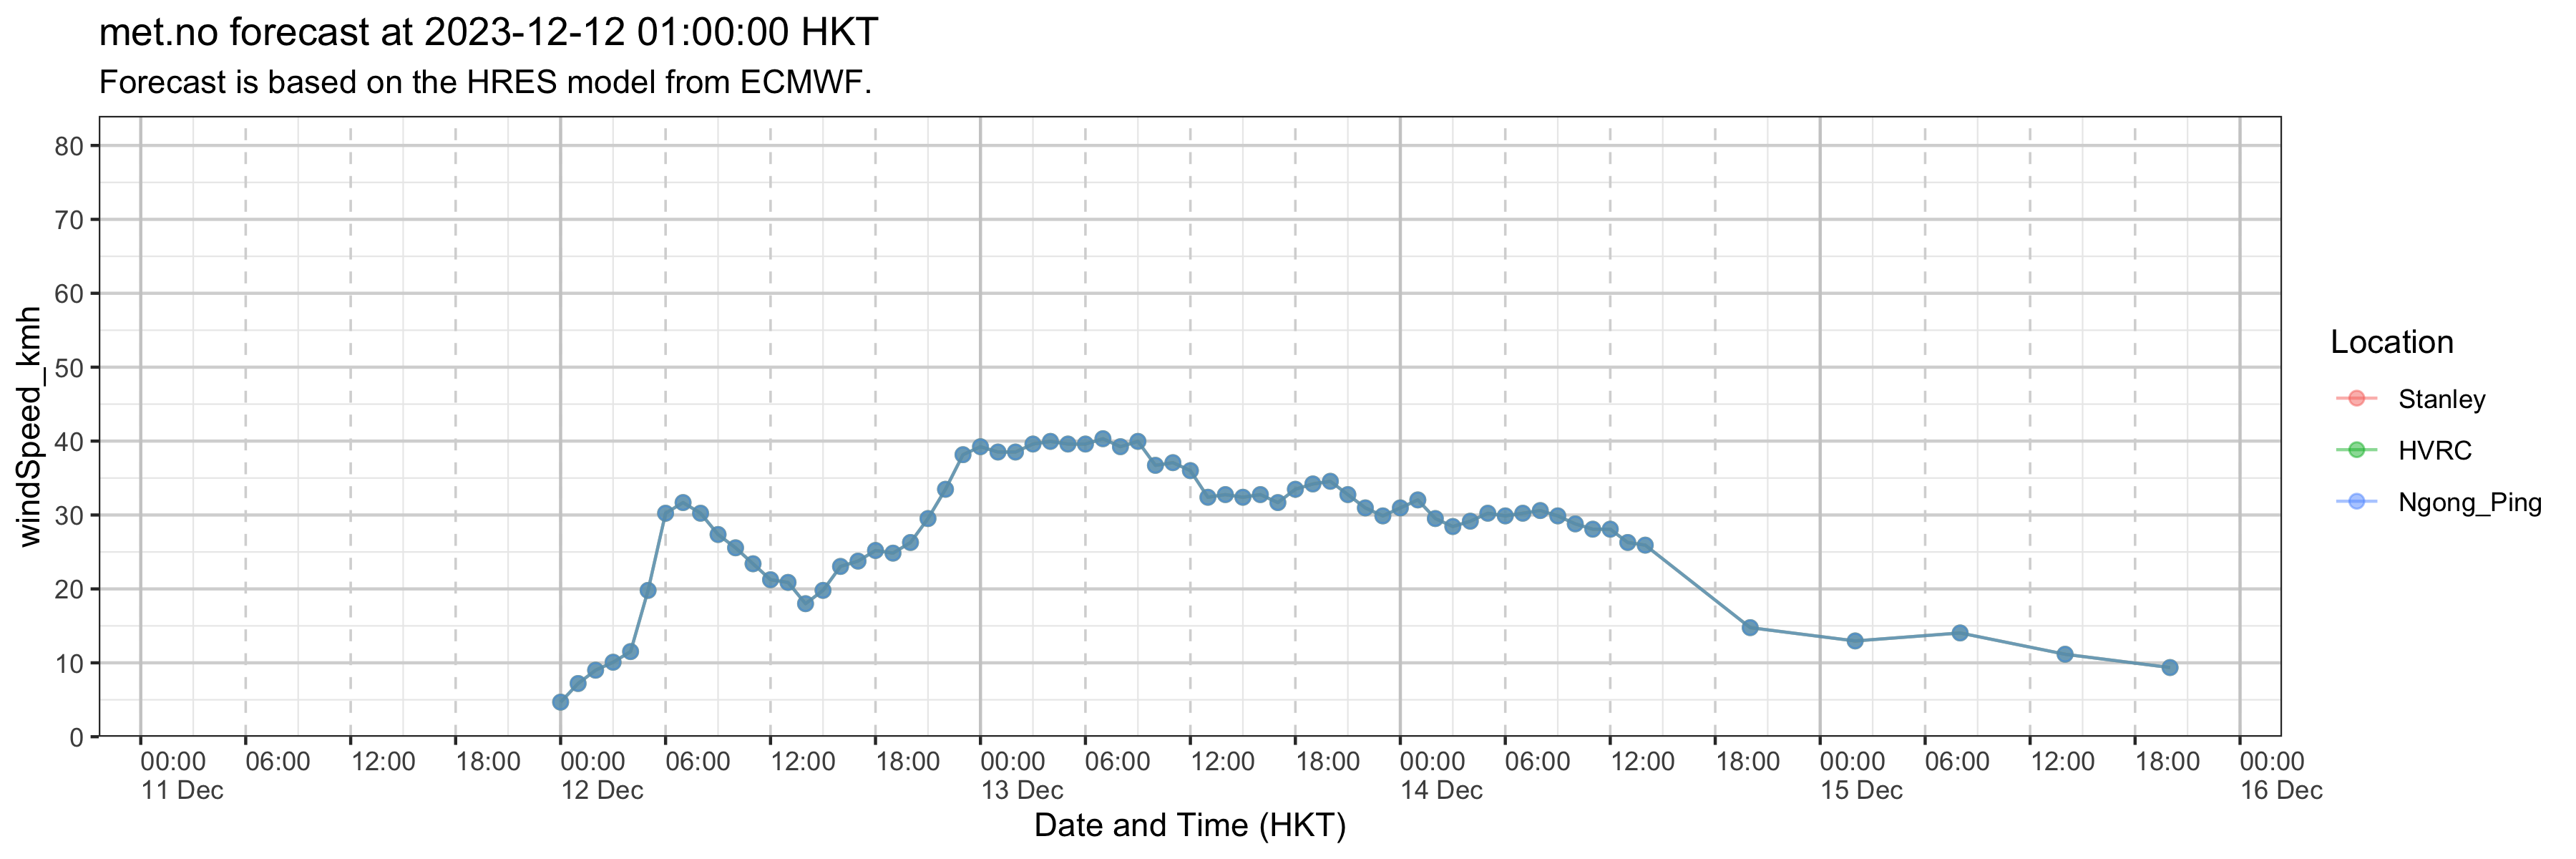 met.no forecast at 2023-12-12 01:00:00 HKT
Forecast is based on the HRES model from ECMWF.
windSpeed_kmh
80
70
60
50
40
30
20
10
0
00:00 06:00 12:00 18:00 00:00 06:00 12:00 18:00 00:00 06:00 12:00 18:00 00:00 06:00 12:00 18:00 00:00 06:00 12:00 18:00 00:00
11 Dec 12 Dec 13 Dec 14 Dec 15 Dec 16 Dec
Date and Time (HKT)
Location
Stanley
HVRC
Ngong_Ping